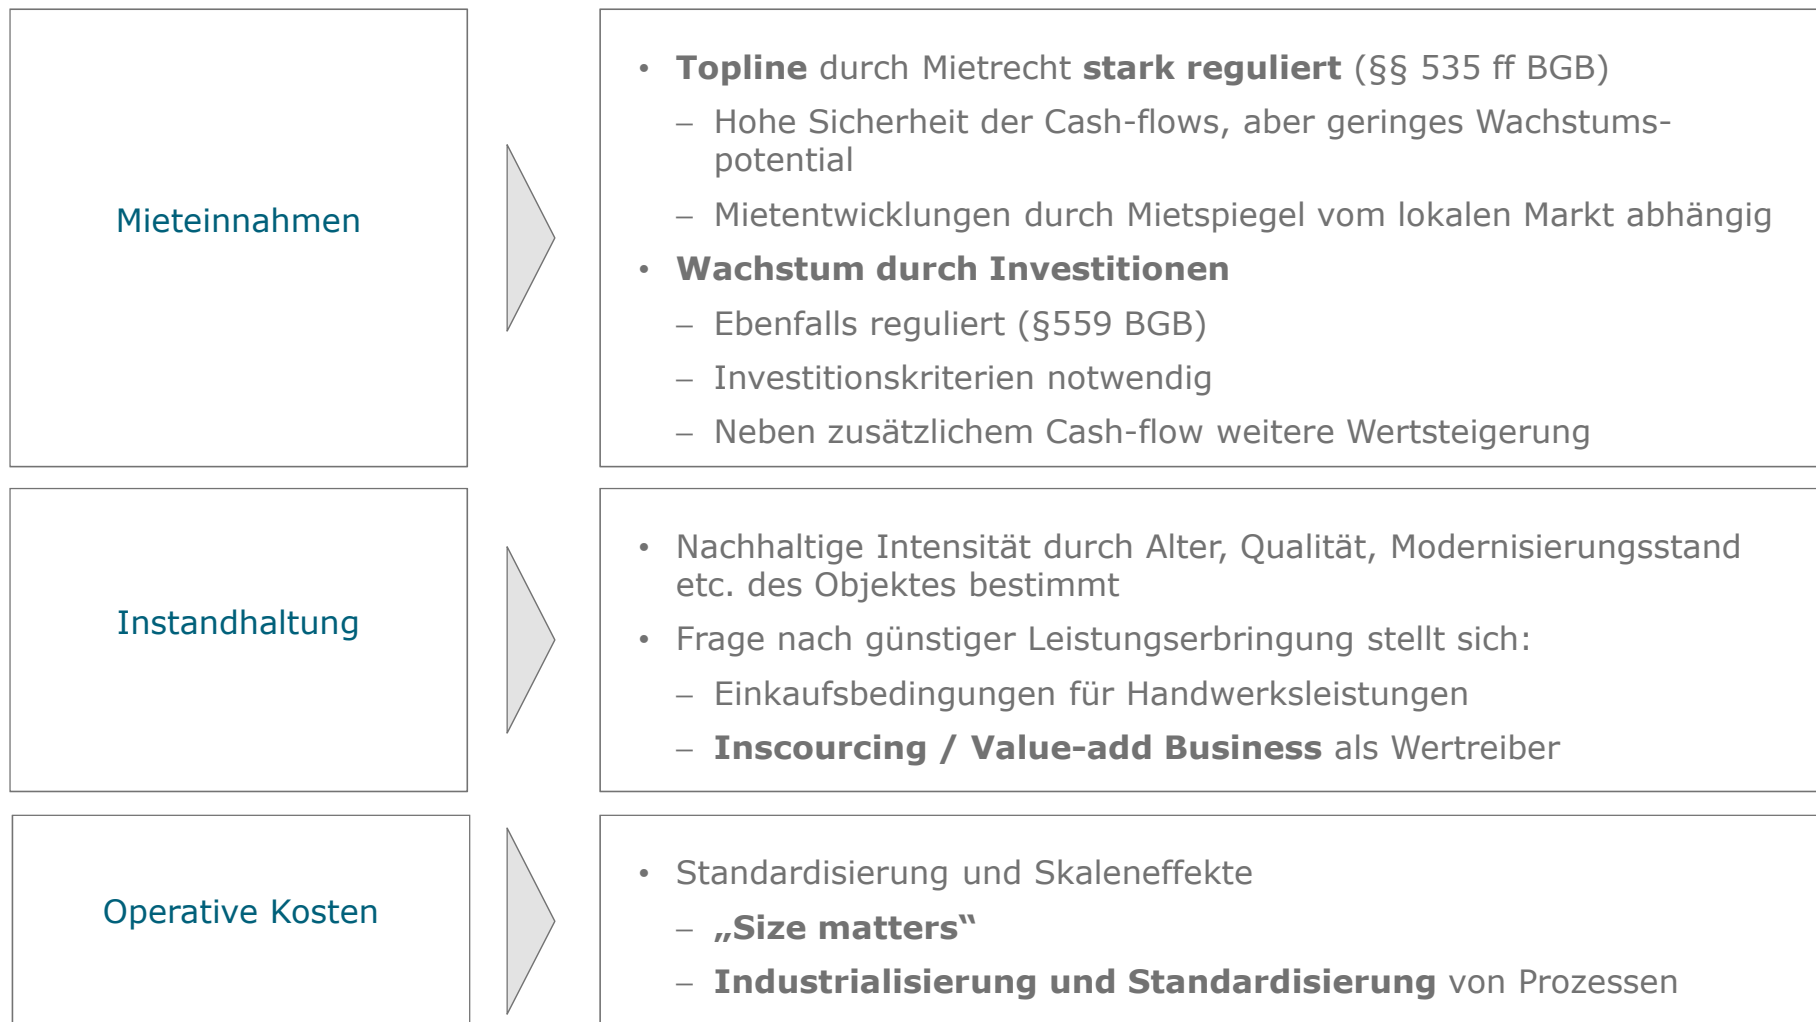 Mieteinnahmen
• Topline durch Mietrecht stark reguliert (§§ 535 ff BGB)
– Hohe Sicherheit der Cash-flows, aber geringes Wachstums-
potential
– Mietentwicklungen durch Mietspiegel vom lokalen Markt abhängig
• Wachstum durch Investitionen
– Ebenfalls reguliert (§559 BGB)
– Investitionskriterien notwendig
– Neben zusätzlichem Cash-flow weitere Wertsteigerung
Instandhaltung
• Nachhaltige Intensität durch Alter, Qualität, Modernisierungsstand
etc. des Objektes bestimmt
• Frage nach günstiger Leistungserbringung stellt sich:
– Einkaufsbedingungen für Handwerksleistungen
– Inscourcing / Value-add Business als Wertreiber
Operative Kosten
• Standardisierung und Skaleneffekte
– „Size matters“
– Industrialisierung und Standardisierung von Prozessen